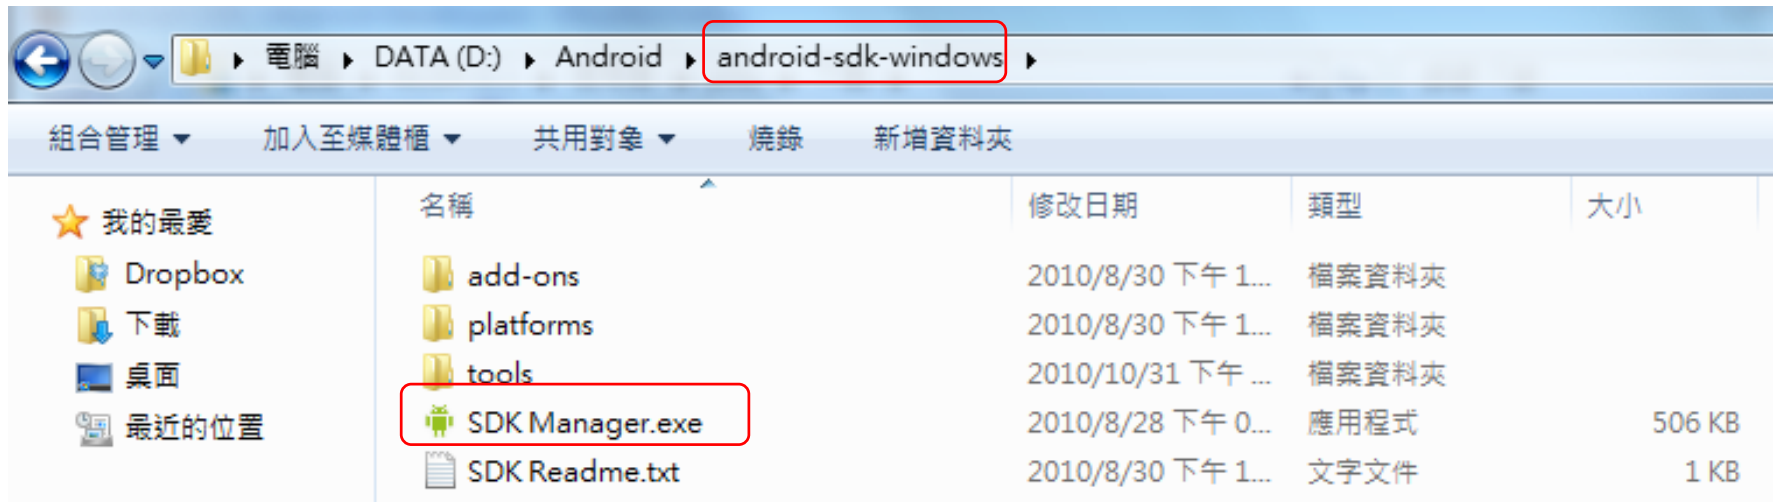 電腦 DATA (D:) Android android-sdk-windows
組合管理 加入至媒體櫃 共用對象 燒錄 新增資料夾
名稱 修改日期 類型 大小
我的最愛
Dropbox
下載
桌面
最近的位置
add-ons 2010/8/30 下午 1... 檔案資料夾
platforms 2010/8/30 下午 1... 檔案資料夾
tools 2010/10/31 下午 ... 檔案資料夾
SDK Manager.exe 2010/8/28 下午 0... 應用程式 506 KB
SDK Readme.txt 2010/8/30 下午 1... 文字文件 1 KB